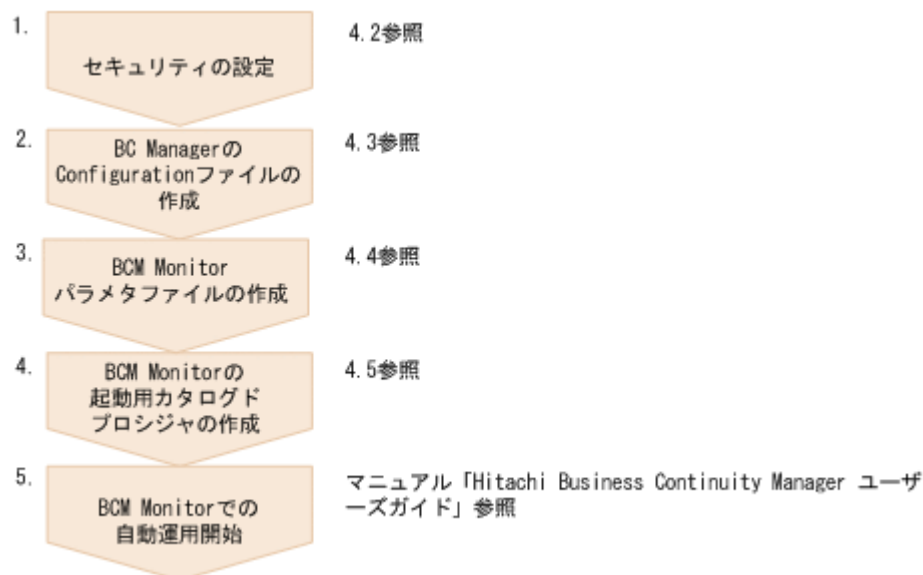 1.
セキュリティの設定
4.2参照
2.
BC Managerの
Configurationファイルの
作成
4.3参照
3.
BCM Monitor
パラメタファイルの作成
4.4参照
4.
BCM Monitorの
起動用カタログド
プロシジャの作成
4.5参照
5.
BCM Monitorでの
自動運用開始
マニュアル「Hitachi Business Continuity Manager ユーザ
ーズガイド」参照